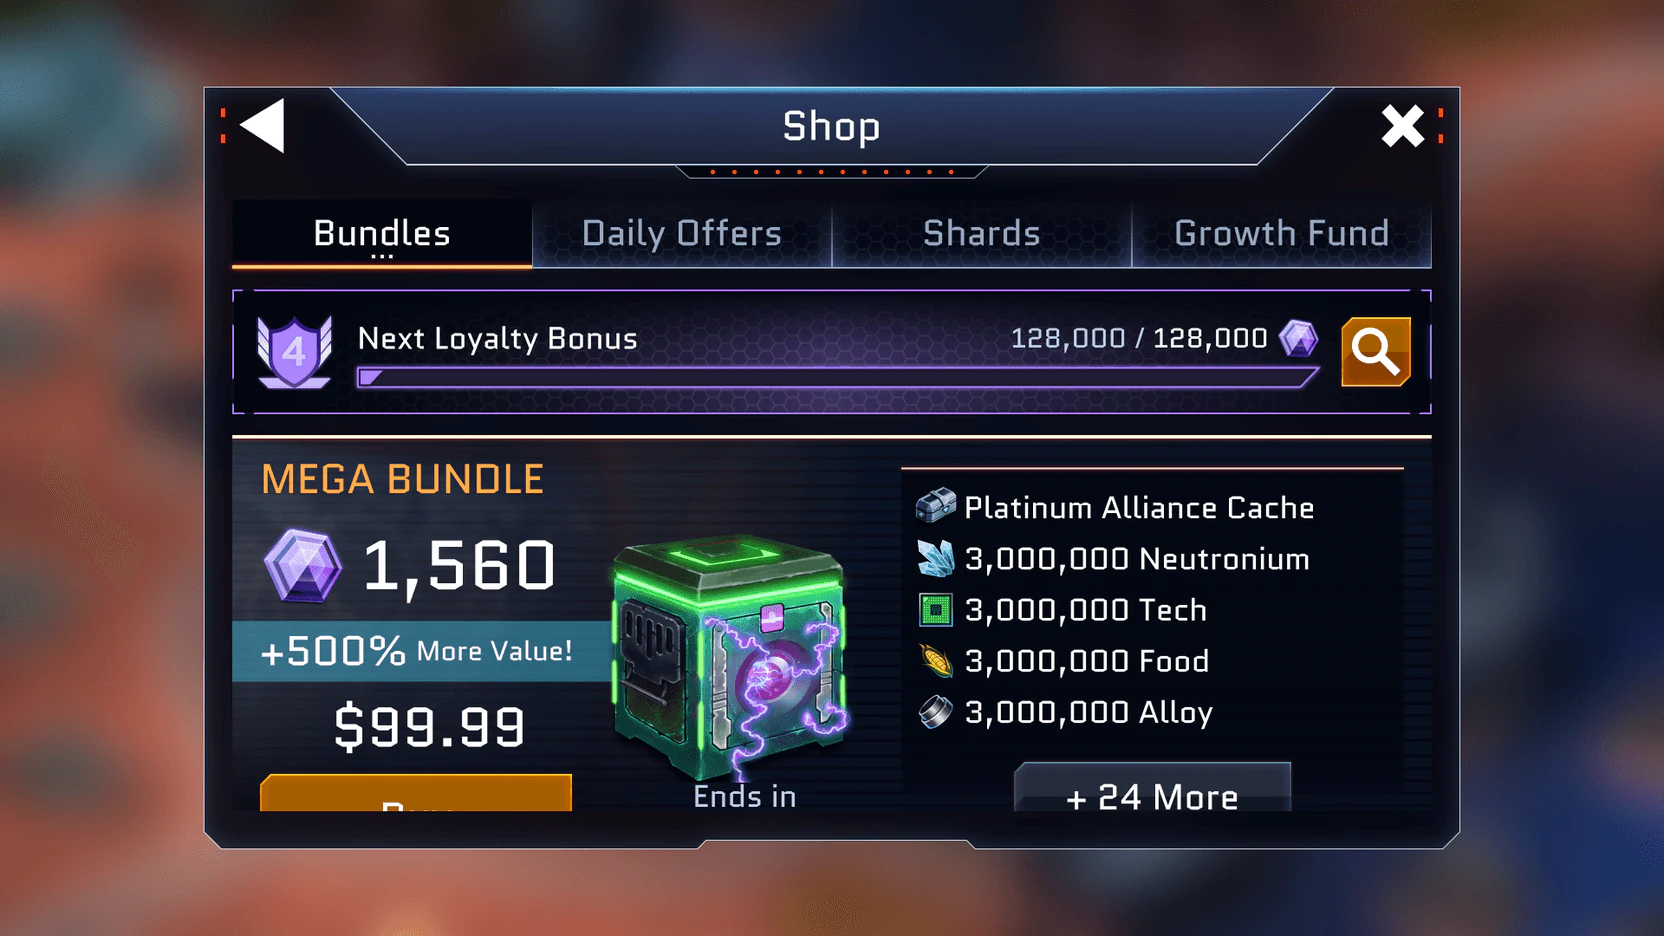 Shop
Bundles
Daily Offers
Shards
Growth Fund
4
Next Loyalty Bonus
128,000 / 128,000
MEGA BUNDLE
1,560
+500% More Value!
$99.99
Ends in
Platinum Alliance Cache
3,000,000 Neutronium
3,000,000 Tech
3,000,000 Food
3,000,000 Alloy
+ 24 More